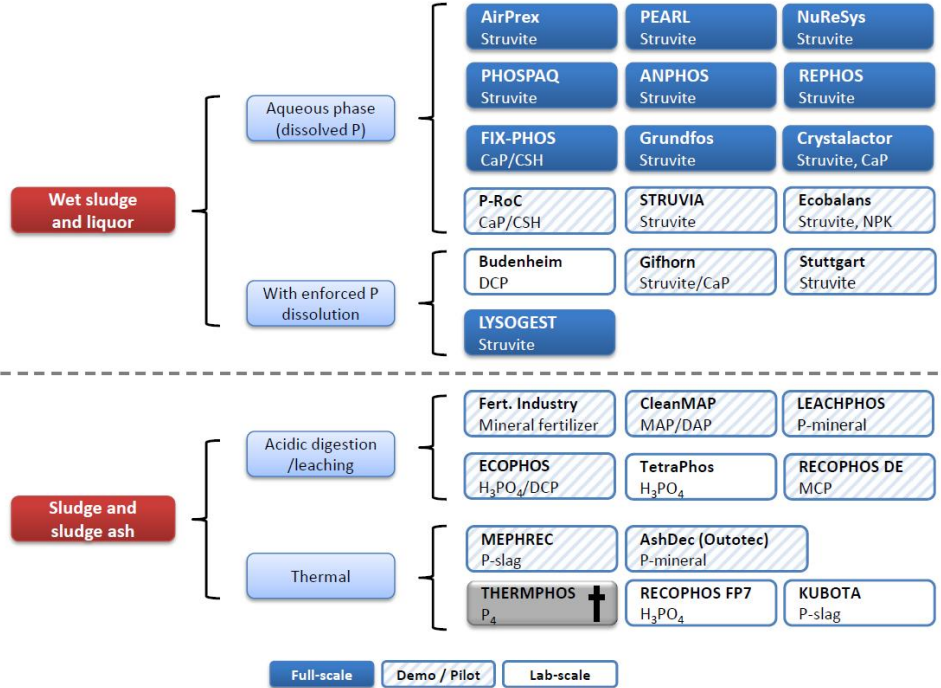 AirPrex
Struvite
PEARL
Struvite
NuReSys
Struvite
PHOSPAQ
Struvite
ANPHOS
Struvite
REPHOS
Struvite
Aqueous phase
(dissolved P)
FIX-PHOS
CaP/CSH
Grundfos
Struvite
Crystalactor
Struvite, CaP
Wet sludge
and liquor
P-RoC
CaP/CSH
STRUVIA
Struvite
Ecobalans
Struvite, NPK
With enforced P
dissolution
Budenheim
DCP
Gifhorn
Struvite/CaP
Stuttgart
Struvite
LYSOGEST
Struvite
Acidic digestion
/leaching
Fert. Industry
Mineral fertilizer
CleanMAP
MAP/DAP
LEACHPHOS
P-mineral
ECOPHOS
H₃PO₄/DCP
TetraPhos
H₃PO₄
RECOPHOS DE
MCP
Sludge and
sludge ash
Thermal
MEPHREC
P-slag
AshDec (Outotec)
P-mineral
THERMPHOS
P₄
RECOPHOS FP7
H₃PO₄
KUBOTA
P-slag
Full-scale
Demo / Pilot
Lab-scale